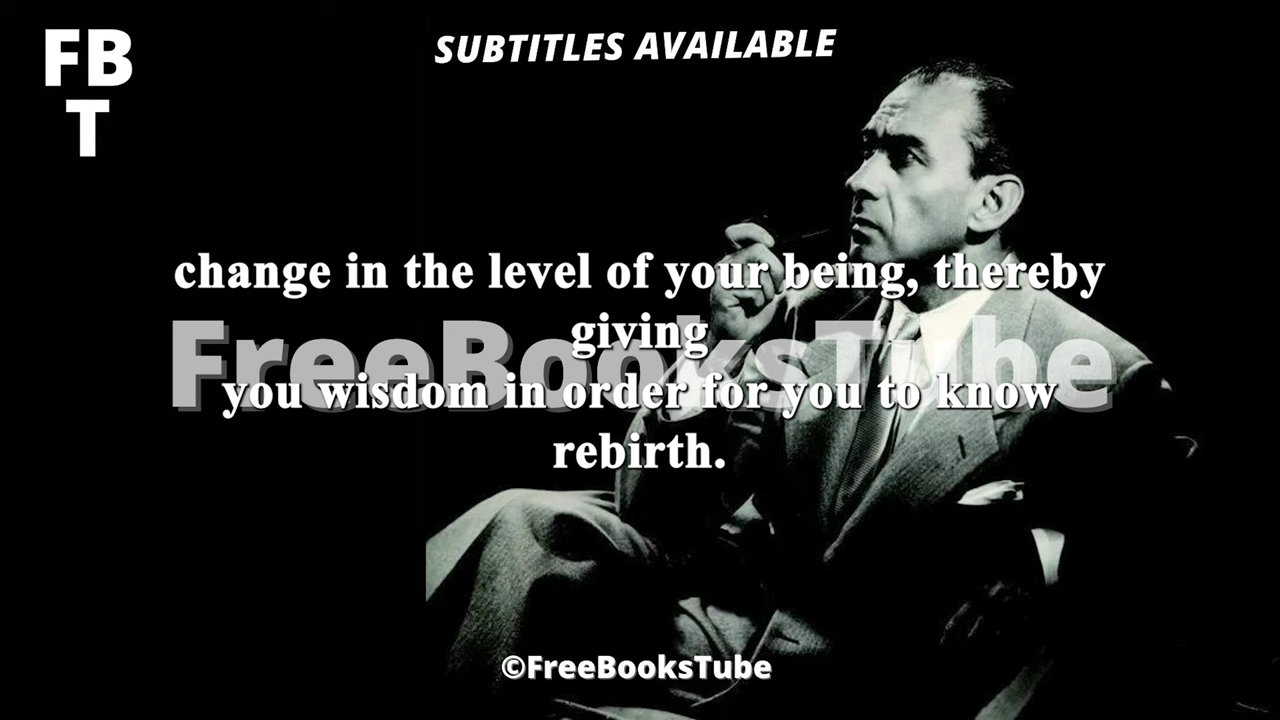 FB
T
SUBTITLES AVAILABLE
change in the level of your being, thereby
giving
FreeBooksTube
you wisdom in order for you to know
rebirth.
©FreeBooksTube